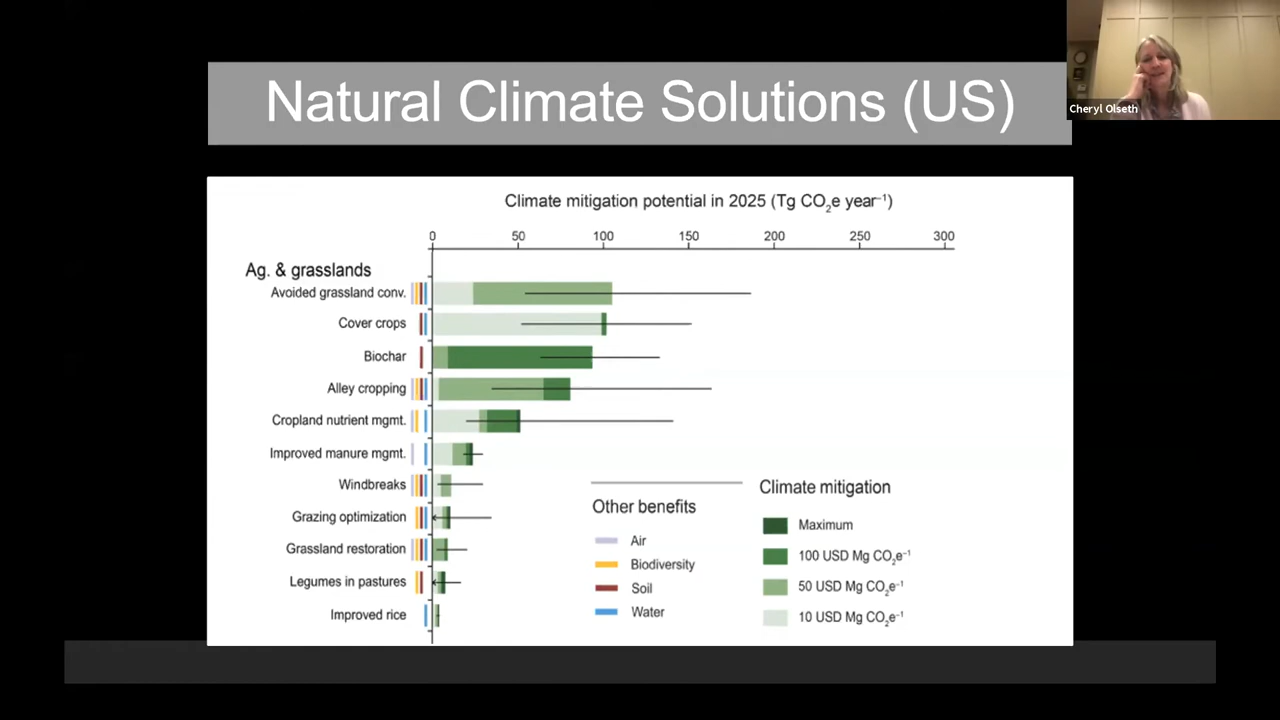 Natural Climate Solutions (US)
Cheryl Olseth
Climate mitigation potential in 2025 (Tg CO₂e year⁻¹)
0 50 100 150 200 250 300
Ag. & grasslands
Avoided grassland conv.
Cover crops
Biochar
Alley cropping
Cropland nutrient mgmt.
Improved manure mgmt.
Windbreaks
Grazing optimization
Grassland restoration
Legumes in pastures
Improved rice
Other benefits
Air
Biodiversity
Soil
Water
Climate mitigation
Maximum
100 USD Mg CO₂e⁻¹
50 USD Mg CO₂e⁻¹
10 USD Mg CO₂e⁻¹